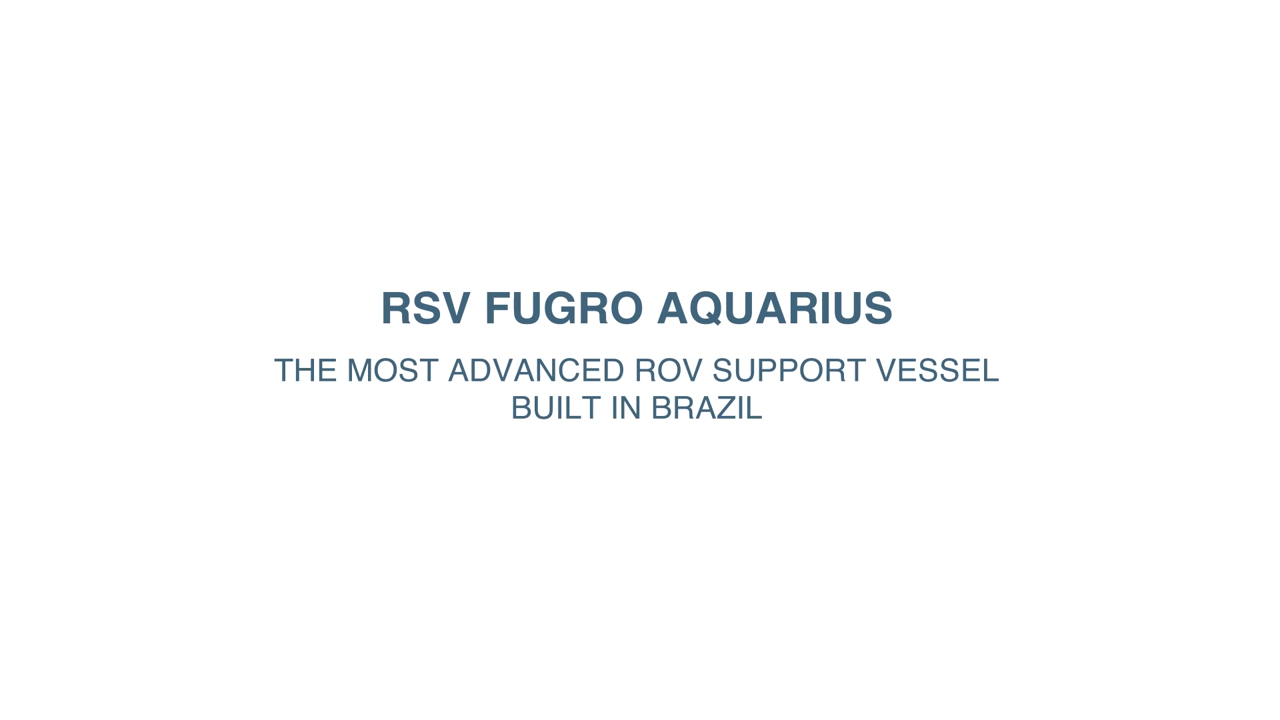 RSV FUGRO AQUARIUS
THE MOST ADVANCED ROV SUPPORT VESSEL
BUILT IN BRAZIL